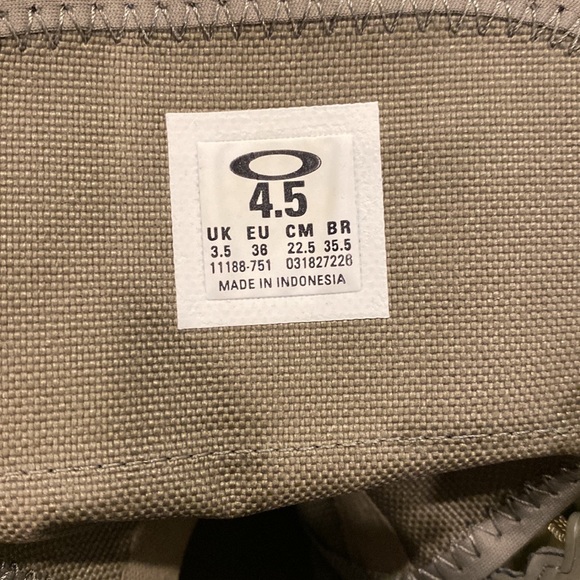 4.5
UK EU CM BR
3.5 36 22.5 35.5
11188-751 031827228
MADE IN INDONESIA